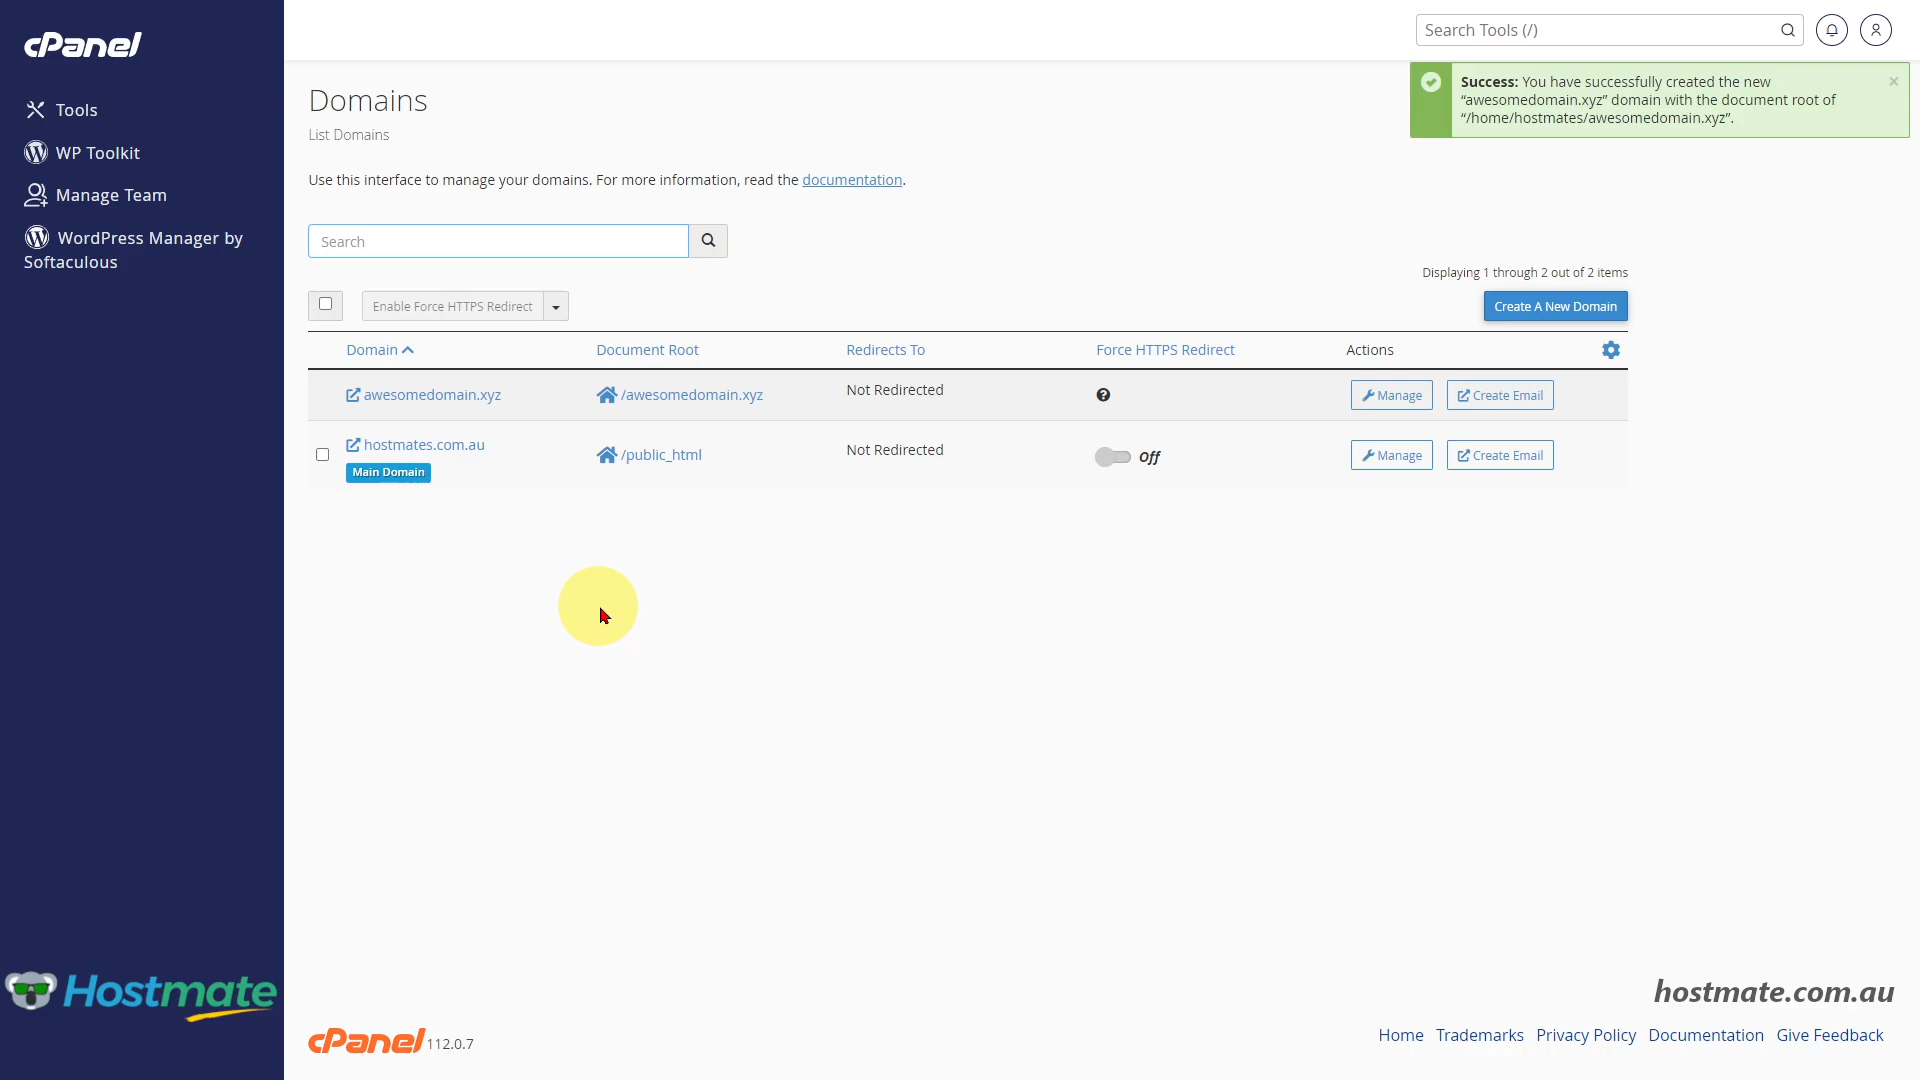 cPanel
Search Tools (/)
Tools
WP Toolkit
Manage Team
WordPress Manager by
Softaculous
Success: You have successfully created the new
“awesomedomain.xyz” domain with the document root of
“/home/hostmates/awesomedomain.xyz”.
×
Domains
List Domains
Use this interface to manage your domains. For more information, read the documentation.
Search
Displaying 1 through 2 out of 2 items
Enable Force HTTPS Redirect
Create A New Domain
Domain Document Root Redirects To Force HTTPS Redirect Actions
awesomedomain.xyz /awesomedomain.xyz Not Redirected Manage Create Email
hostmates.com.au /public_html Not Redirected Off Manage Create Email
Main Domain
Hostmate
hostmate.com.au
cPanel 112.0.7
Home Trademarks Privacy Policy Documentation Give Feedback